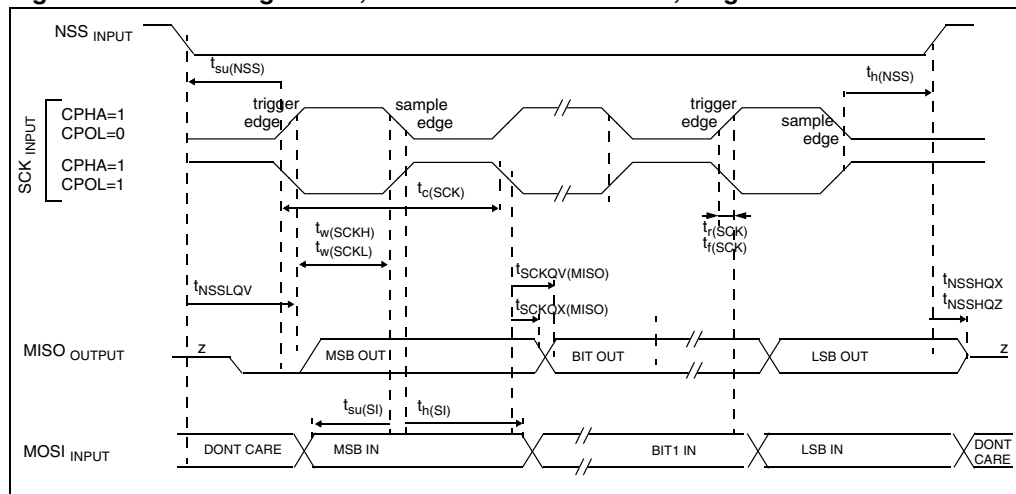 NSS INPUT
tsu(NSS)
th(NSS)
SCK INPUT
CPHA=1
CPOL=0
CPHA=1
CPOL=1
trigger
edge
sample
edge
trigger
edge
sample
edge
tc(SCK)
tw(SCKH)
tw(SCKL)
tr(SCK)
tf(SCK)
tNSSLQV
tSCKQV(MISO)
tSCKQX(MISO)
tNSSHQX
tNSSHQZ
MISO OUTPUT
z
MSB OUT
BIT OUT
LSB OUT
z
tsu(SI)
th(SI)
MOSI INPUT
DONT CARE
MSB IN
BIT1 IN
LSB IN
DONT
CARE